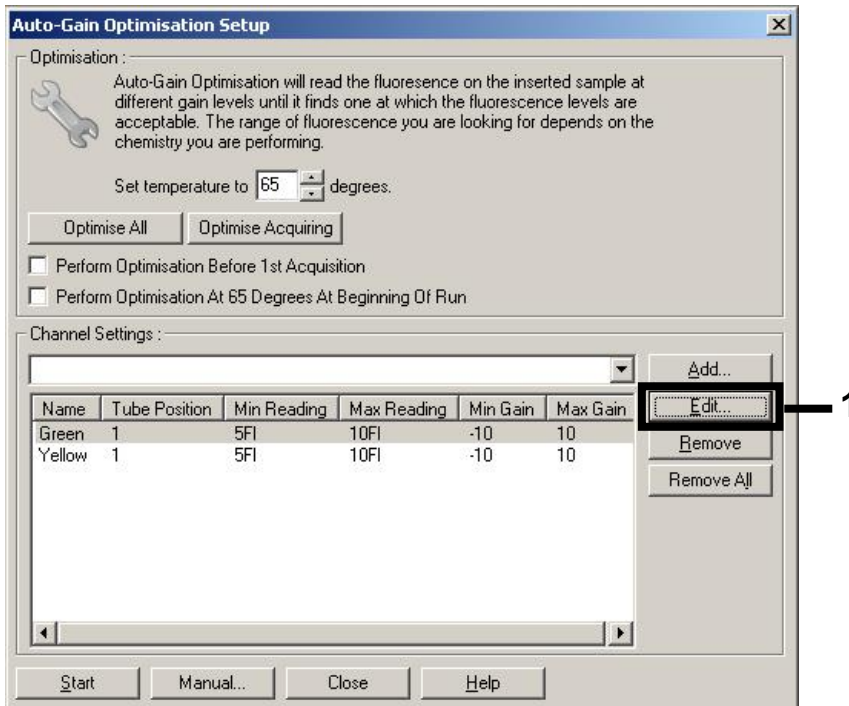 Auto-Gain Optimisation Setup
Optimisation :
Auto-Gain Optimisation will read the fluoresence on the inserted sample at
different gain levels until it finds one at which the fluorescence levels are
acceptable. The range of fluorescence you are looking for depends on the
chemistry you are performing.
Set temperature to 65 degrees.
Optimise All Optimise Acquiring
Perform Optimisation Before 1st Acquisition
Perform Optimisation At 65 Degrees At Beginning Of Run
Channel Settings :
Add...
Name Tube Position Min Reading Max Reading Min Gain Max Gain
Edit... 1
Green 1 5Fl 10Fl -10 10
Yellow 1 5Fl 10Fl -10 10
Remove
Remove All
Start Manual... Close Help